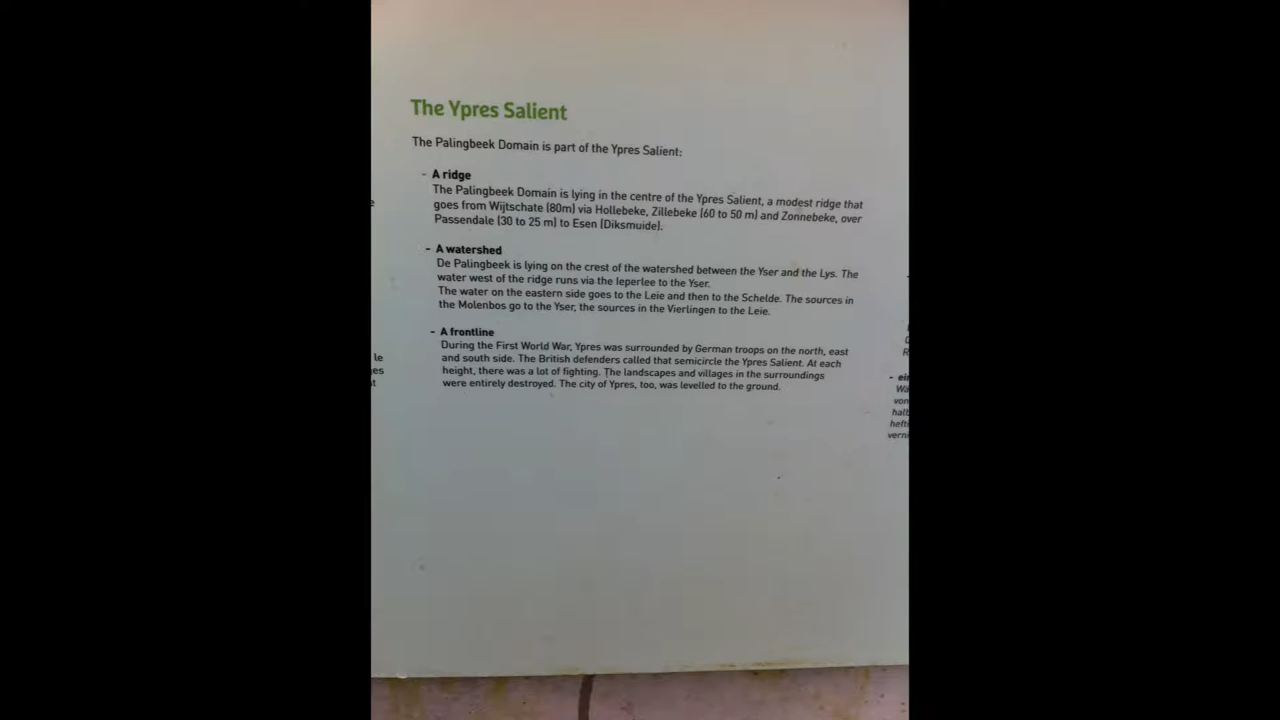 The Ypres Salient
The Palingbeek Domain is part of the Ypres Salient:
- A ridge
The Palingbeek Domain is lying in the centre of the Ypres Salient, a modest ridge that
goes from Wijtschate (80m) via Hollebeke, Zillebeke (60 to 50 m) and Zonnebeke, over
Passendale (30 to 25 m) to Esen (Diksmuide).
- A watershed
De Palingbeek is lying on the crest of the watershed between the Yser and the Lys. The
water west of the ridge runs via the Ieperlee to the Yser.
The water on the eastern side goes to the Leie and then to the Schelde. The sources in
the Molenbos go to the Yser, the sources in the Vierlingen to the Leie.
- A frontline
During the First World War, Ypres was surrounded by German troops on the north, east
and south side. The British defenders called that semicircle the Ypres Salient. At each
height, there was a lot of fighting. The landscapes and villages in the surroundings
were entirely destroyed. The city of Ypres, too, was levelled to the ground.
le
von